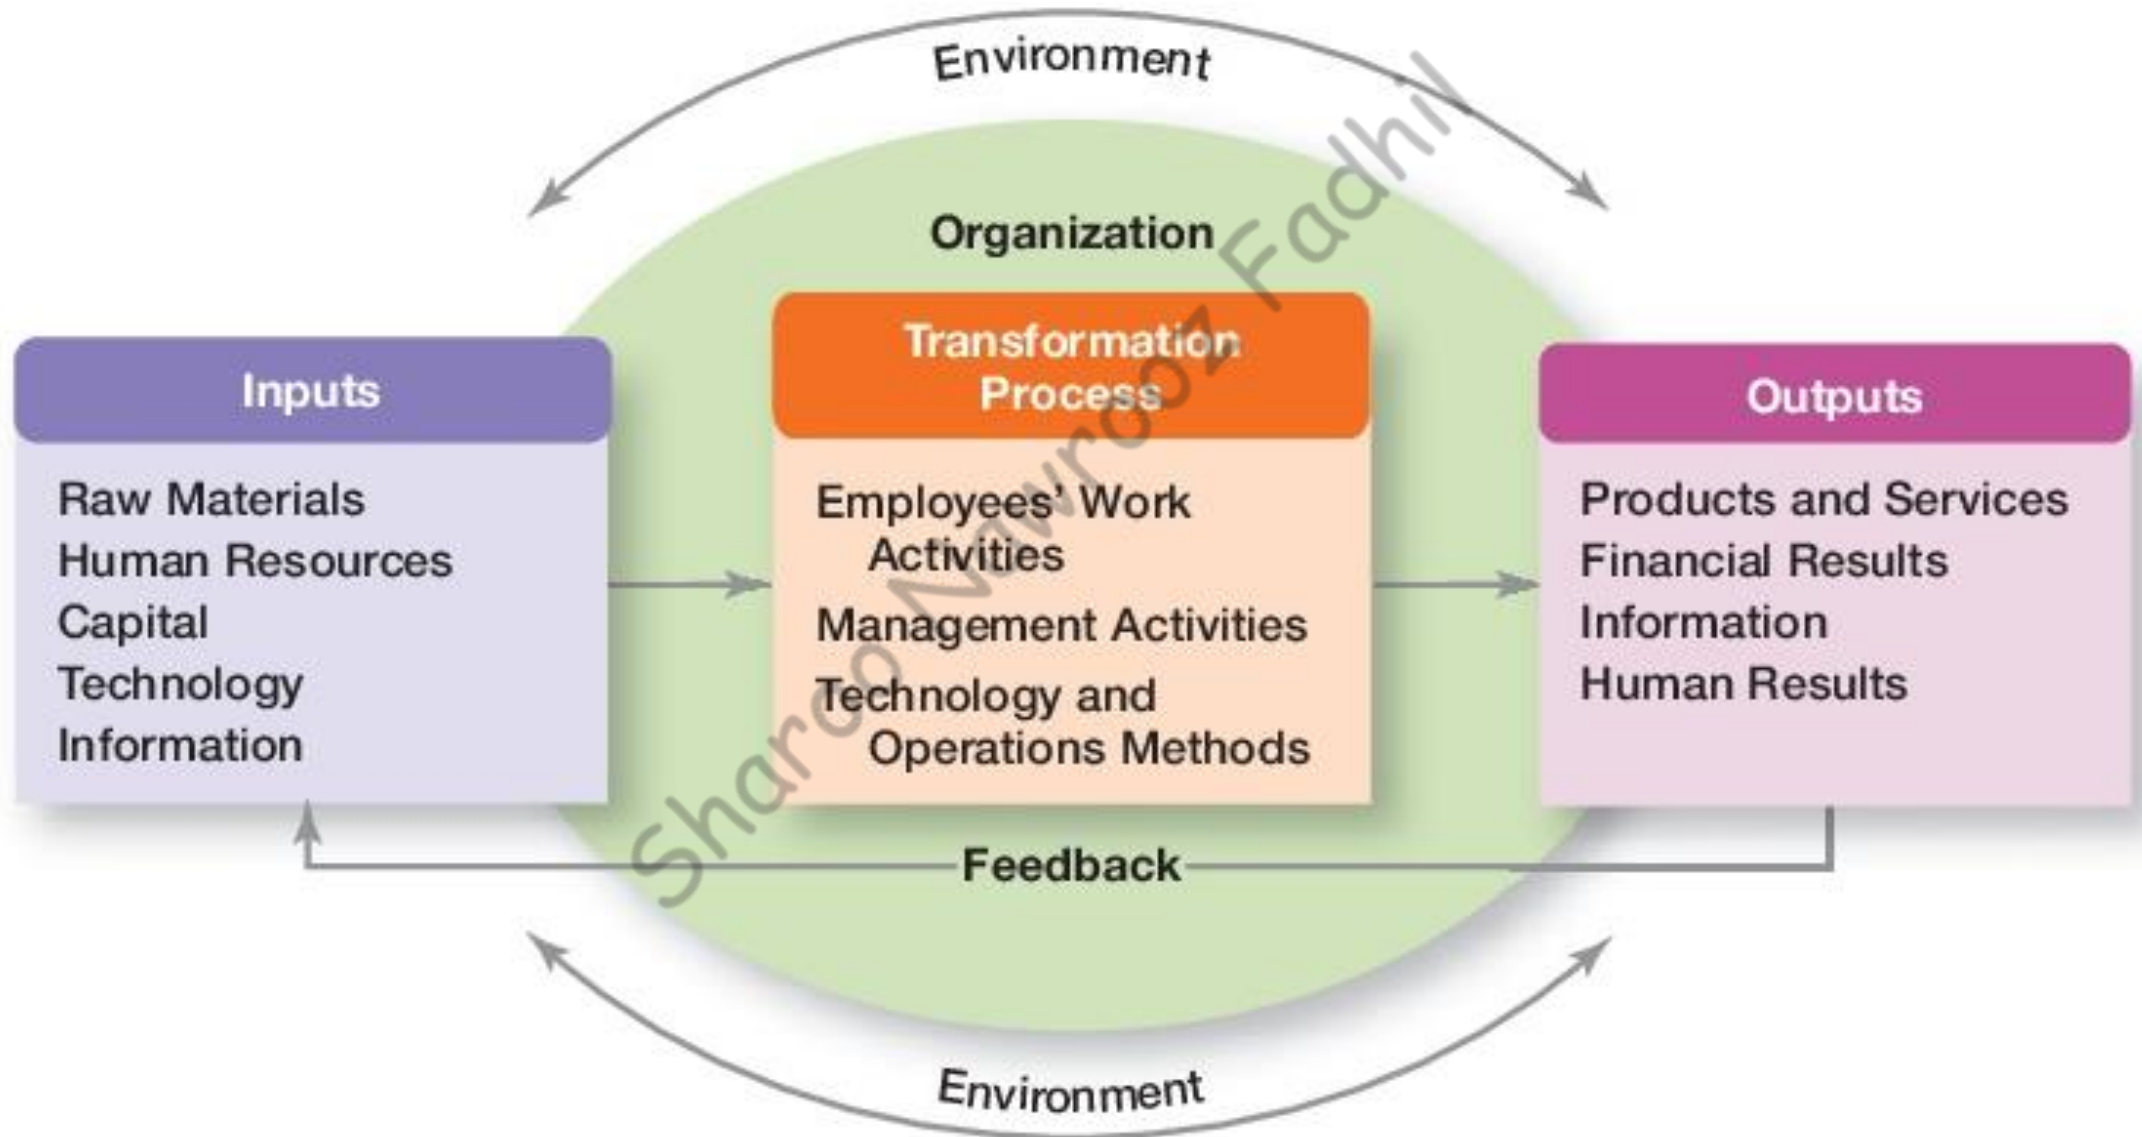 Environment
Organization
Inputs
Raw Materials
Human Resources
Capital
Technology
Information
Transformation
Process
Employees’ Work
Activities
Management Activities
Technology and
Operations Methods
Outputs
Products and Services
Financial Results
Information
Human Results
Feedback
Environment
Sharoo Nawrooz Fadhil